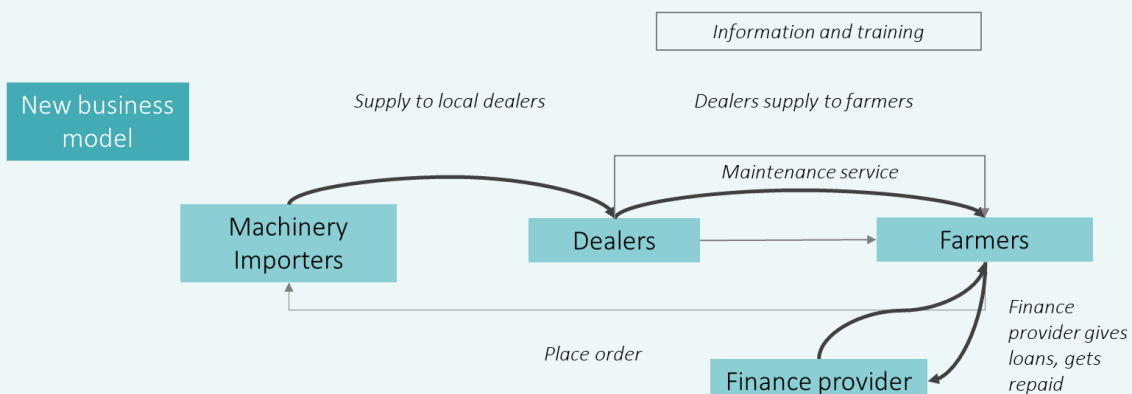 Information and training
New business
model
Supply to local dealers
Dealers supply to farmers
Maintenance service
Machinery
Importers
Dealers
Farmers
Place order
Finance
provider gives
loans, gets
repaid
Finance provider